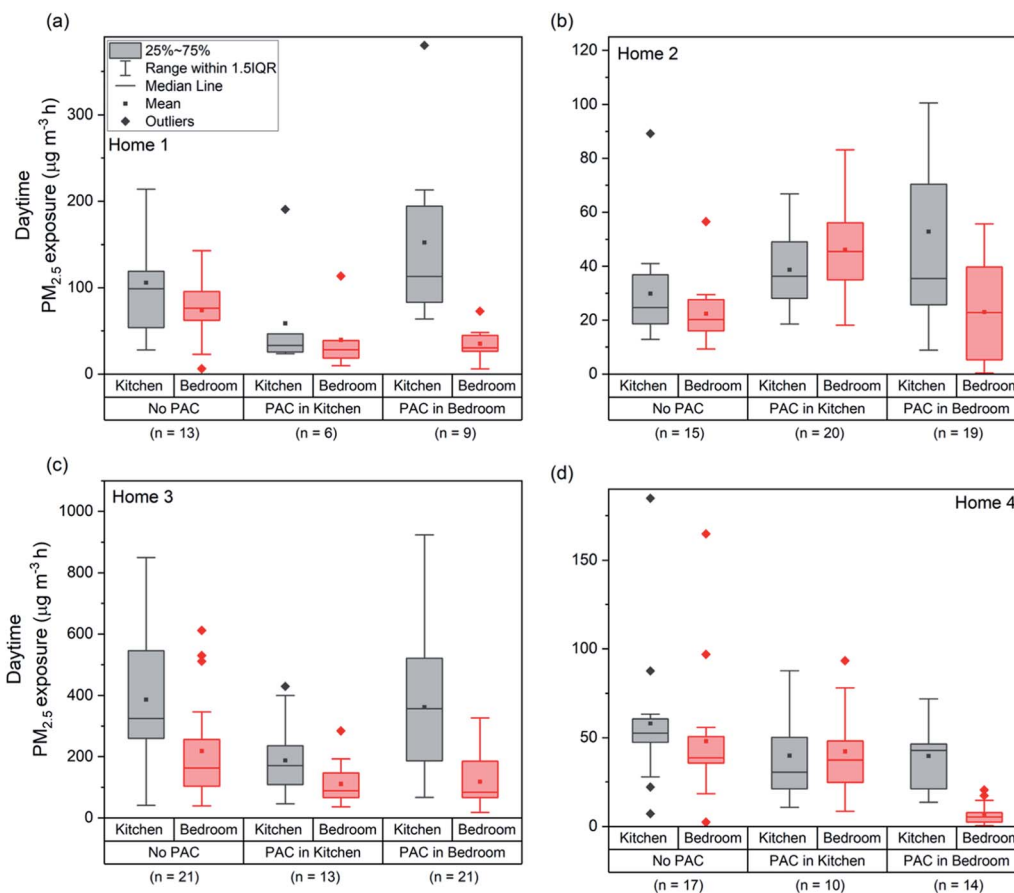 (a)
25%~75%
Range within 1.5IQR
Median Line
Mean
Outliers
Home 1
Daytime
PM2.5 exposure (µg m-3 h)
350
300
250
200
150
100
50
0
Kitchen Bedroom Kitchen Bedroom Kitchen Bedroom
No PAC PAC in Kitchen PAC in Bedroom
(n = 13) (n = 6) (n = 9)
(b)
Home 2
120
100
80
60
40
20
0
Kitchen Bedroom Kitchen Bedroom Kitchen Bedroom
No PAC PAC in Kitchen PAC in Bedroom
(n = 15) (n = 20) (n = 19)
(c)
Home 3
Daytime
PM2.5 exposure (µg m-3 h)
1000
800
600
400
200
0
Kitchen Bedroom Kitchen Bedroom Kitchen Bedroom
No PAC PAC in Kitchen PAC in Bedroom
(n = 21) (n = 13) (n = 21)
(d)
Home 4
150
100
50
0
Kitchen Bedroom Kitchen Bedroom Kitchen Bedroom
No PAC PAC in Kitchen PAC in Bedroom
(n = 17) (n = 10) (n = 14)